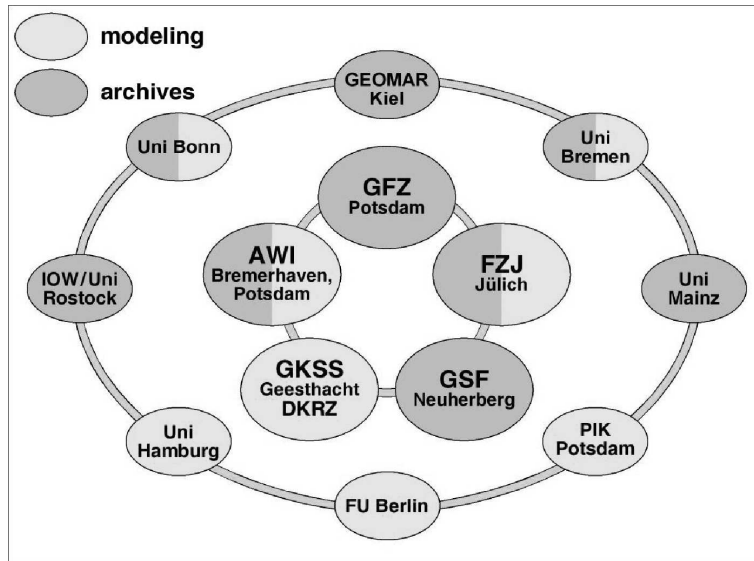 modeling
archives
GEOMAR
Kiel
Uni Bonn
Uni
Bremen
GFZ
Potsdam
AWI
Bremerhaven,
Potsdam
FZJ
Jülich
IOW/Uni
Rostock
Uni
Mainz
GKSS
Geesthacht
DKRZ
GSF
Neuherberg
Uni
Hamburg
PIK
Potsdam
FU Berlin